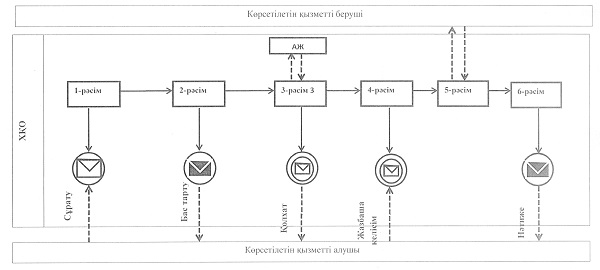 Көрсетілетін қызметті беруші
АЖ
1-рәсім
2-рәсім
3-рәсім 3
4-рәсім
5-рәсім
6-рәсім
ХКО
Сұрату
Бас тарту
Қолхат
Жазбаша
келісім
Нәтиже
Көрсетілетін қызметті алушы